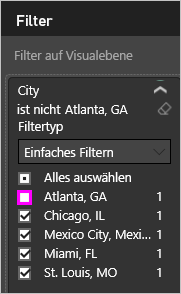 Filter
Filter auf Visualebene
City
ist nicht Atlanta, GA
Filtertyp
Einfaches Filtern
Alles auswählen
Atlanta, GA 1
Chicago, IL 1
Mexico City, Mexi... 1
Miami, FL 1
St. Louis, MO 1